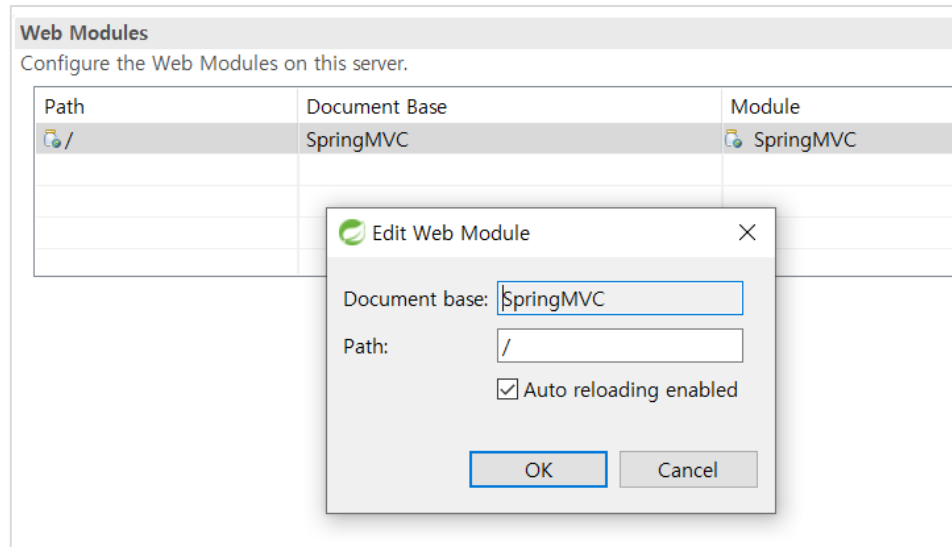 Web Modules
Configure the Web Modules on this server.
Path Document Base Module
/ SpringMVC SpringMVC
Edit Web Module
Document base: SpringMVC
Path: /
Auto reloading enabled
OK Cancel